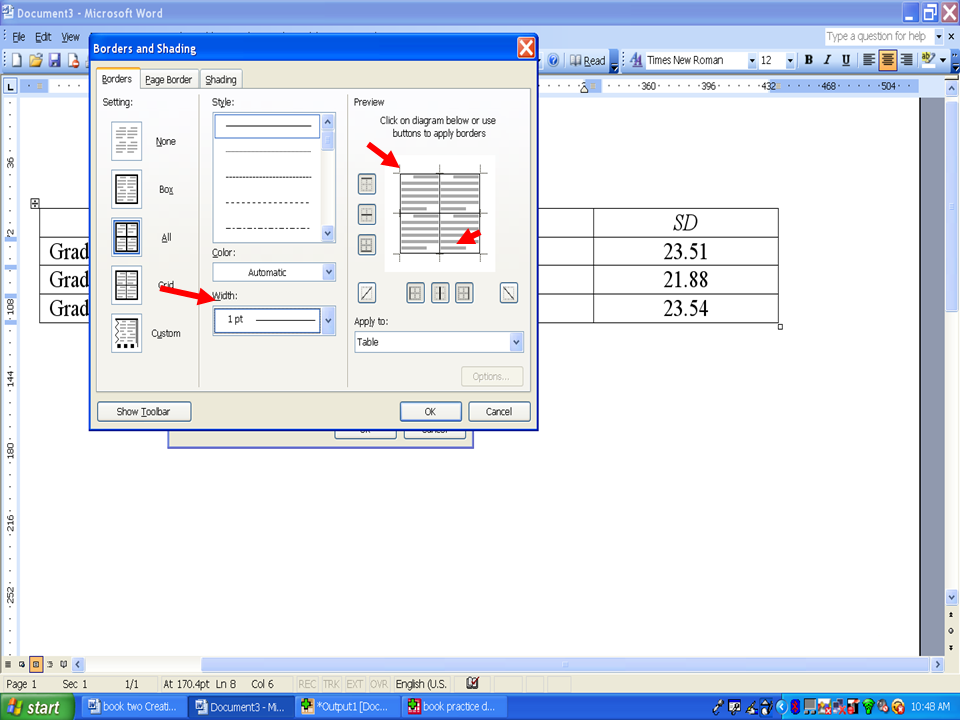 Document3 - Microsoft Word
File Edit View
Type a question for help
Read
Times New Roman
12
B I U
L
360 396 432 468 504
Borders and Shading
Borders Page Border Shading
Setting:
None
Box
All
Grid
Custom
Style:
Color:
Automatic
Width:
1 pt
Preview
Click on diagram below or use
buttons to apply borders
Apply to:
Table
Options...
Show Toolbar
OK
Cancel
SD
Grad 23.51
Grad 21.88
Grad 23.54
36
72
108
144
180
216
252
Page 1 Sec 1 1/1 At 170.4pt Ln 8 Col 6 REC TRK EXT OVR English (U.S.
start
book two Creati...
Document3 - Mi...
*Output1 [Doc...
book practice d...
10:48 AM